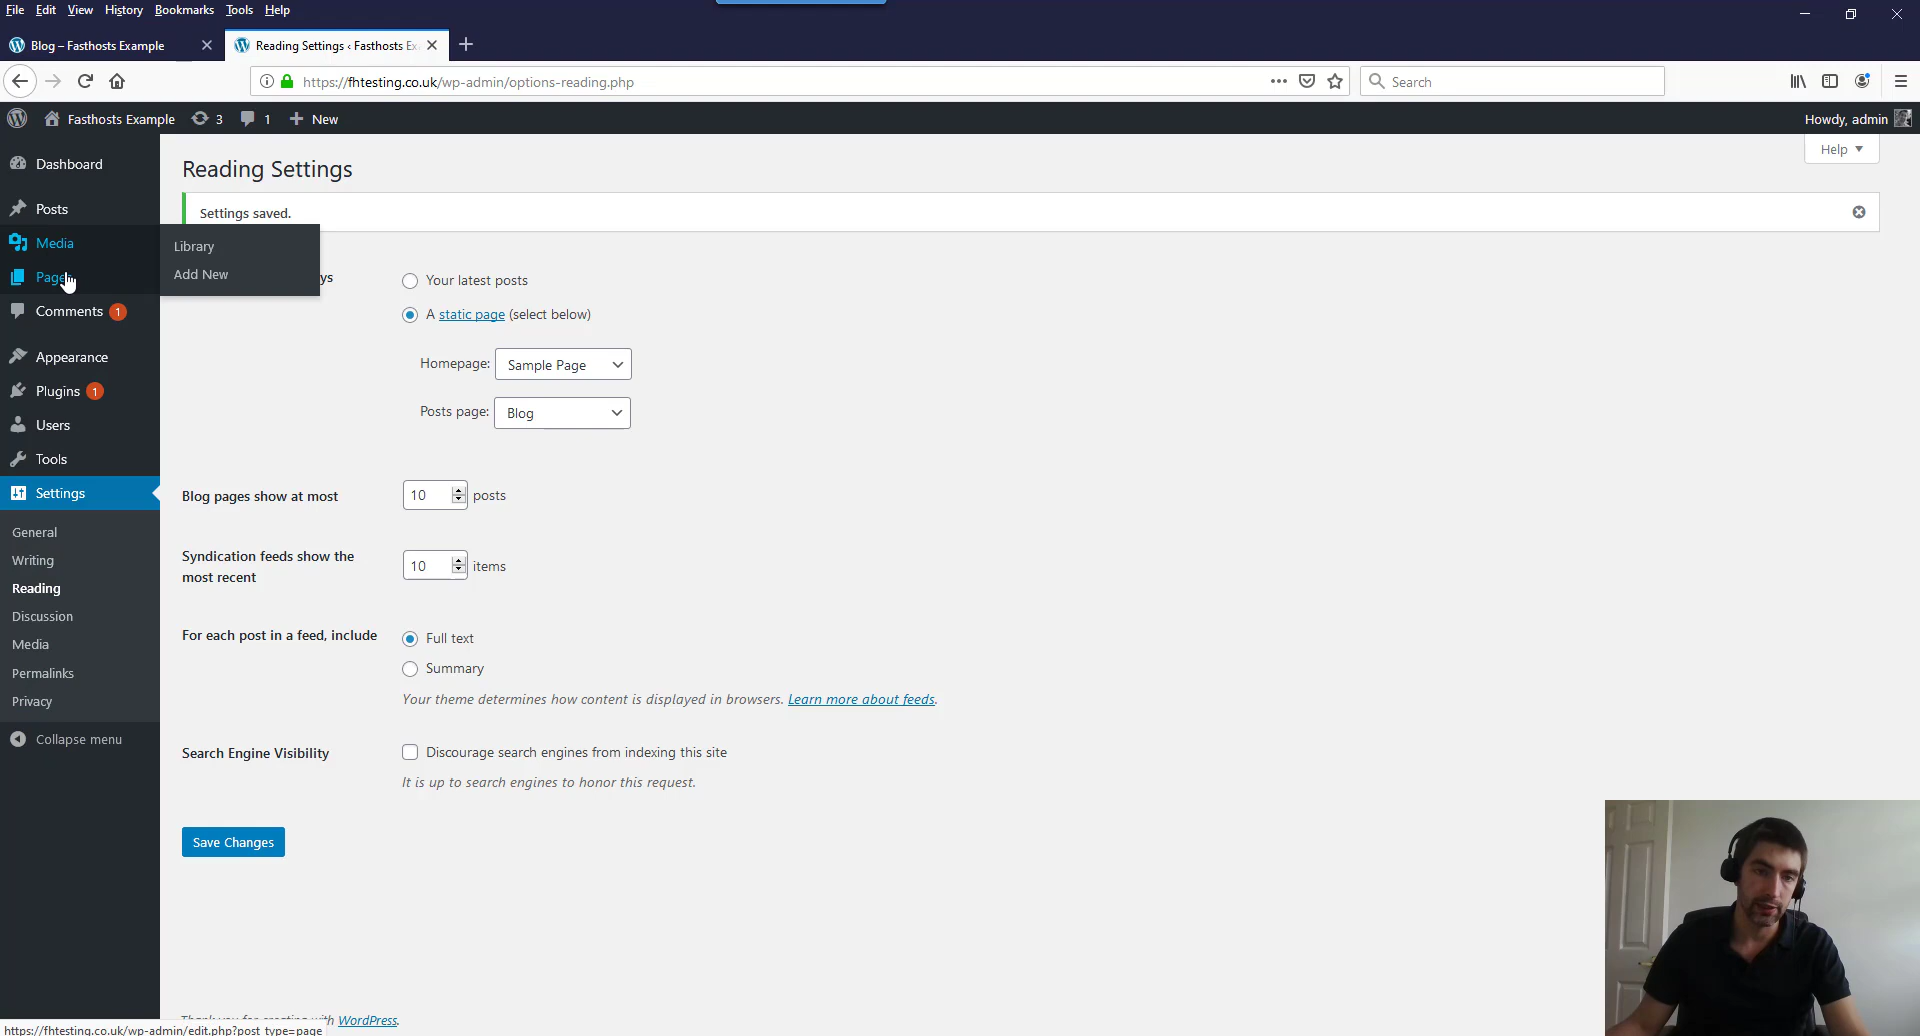 File Edit View History Bookmarks Tools Help
Blog – Fasthosts Example
Reading Settings ‹ Fasthosts Ex
https://fhtesting.co.uk/wp-admin/options-reading.php
Search
Fasthosts Example 3 1 New
Howdy, admin
Help
Dashboard
Posts
Media
Pages
Comments 1
Appearance
Plugins 1
Users
Tools
Settings
General
Writing
Reading
Discussion
Media
Permalinks
Privacy
Collapse menu
Library
Add New
Reading Settings
Settings saved.
ys
Your latest posts
A static page (select below)
Homepage: Sample Page
Posts page: Blog
Blog pages show at most 10 posts
Syndication feeds show the
most recent
10 items
For each post in a feed, include
Full text
Summary
Your theme determines how content is displayed in browsers. Learn more about feeds.
Search Engine Visibility
Discourage search engines from indexing this site
It is up to search engines to honor this request.
Save Changes
Thank you for creating with WordPress.
https://fhtesting.co.uk/wp-admin/edit.php?post_type=page